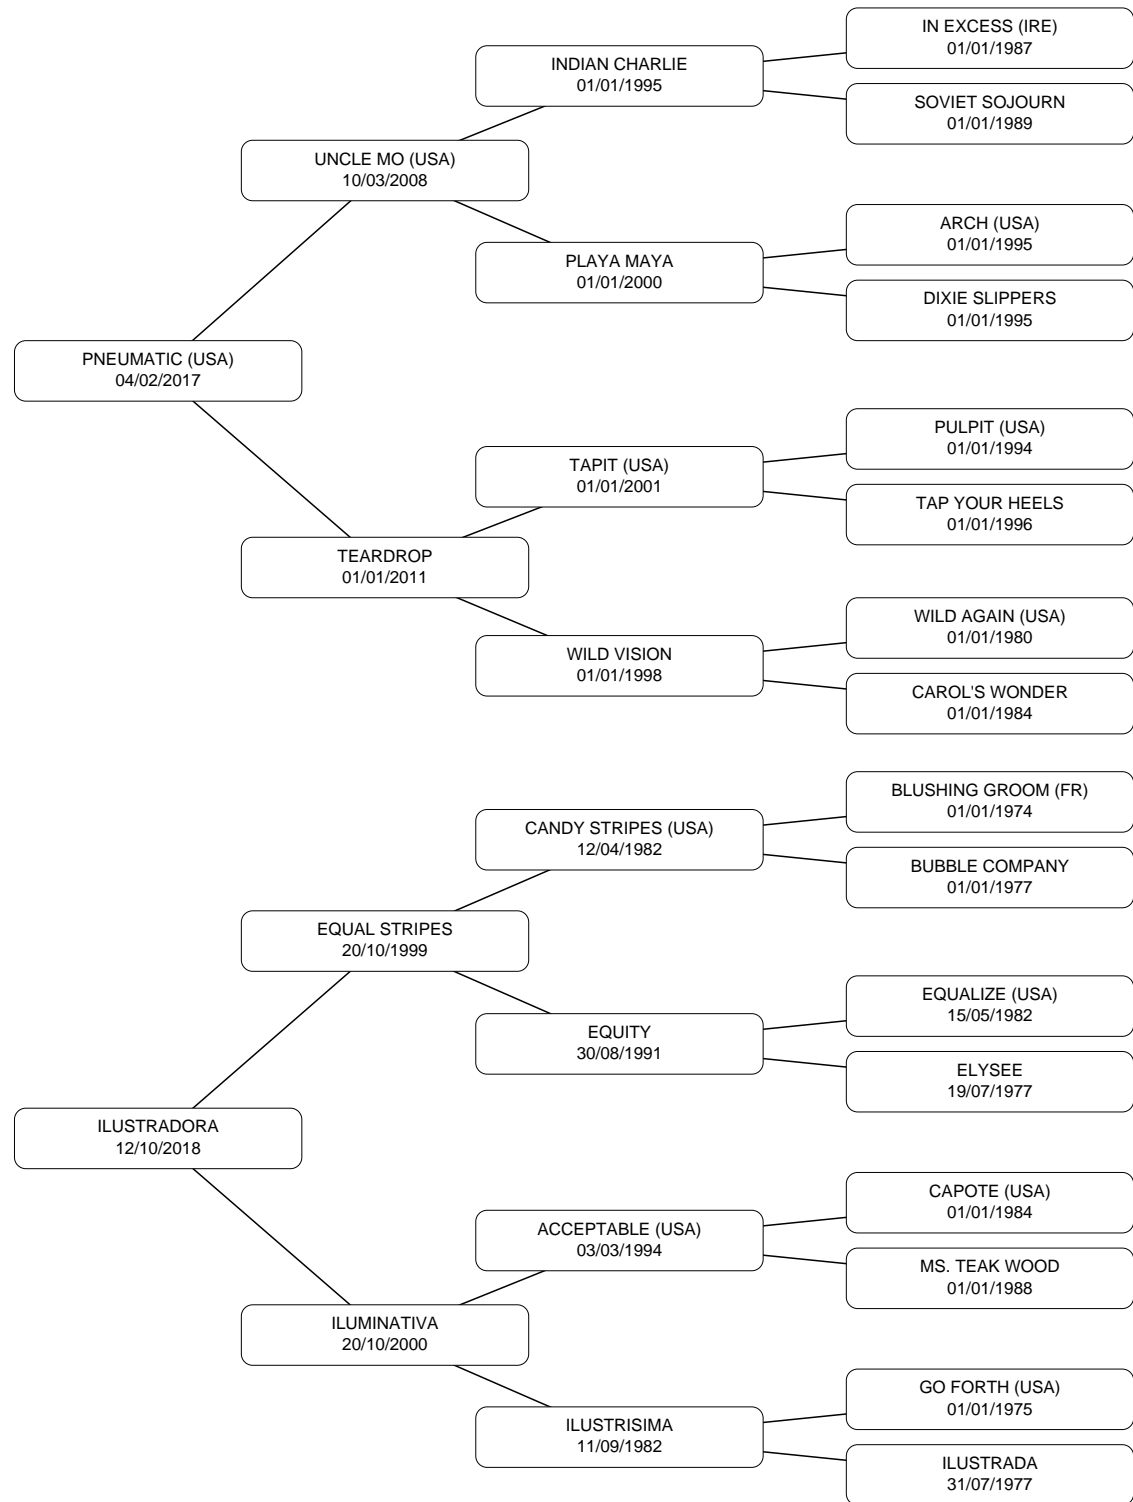 IN EXCESS (IRE)
01/01/1987
INDIAN CHARLIE
01/01/1995
SOVIET SOJOURN
01/01/1989
UNCLE MO (USA)
10/03/2008
ARCH (USA)
01/01/1995
PLAYA MAYA
01/01/2000
DIXIE SLIPPERS
01/01/1995
PNEUMATIC (USA)
04/02/2017
PULPIT (USA)
01/01/1994
TAPIT (USA)
01/01/2001
TAP YOUR HEELS
01/01/1996
TEARDROP
01/01/2011
WILD AGAIN (USA)
01/01/1980
WILD VISION
01/01/1998
CAROL'S WONDER
01/01/1984
BLUSHING GROOM (FR)
01/01/1974
CANDY STRIPES (USA)
12/04/1982
BUBBLE COMPANY
01/01/1977
EQUAL STRIPES
20/10/1999
EQUALIZE (USA)
15/05/1982
EQUITY
30/08/1991
ELYSEE
19/07/1977
ILUSTRADORA
12/10/2018
CAPOTE (USA)
01/01/1984
ACCEPTABLE (USA)
03/03/1994
MS. TEAK WOOD
01/01/1988
ILUMINATIVA
20/10/2000
GO FORTH (USA)
01/01/1975
ILUSTRISIMA
11/09/1982
ILUSTRADA
31/07/1977